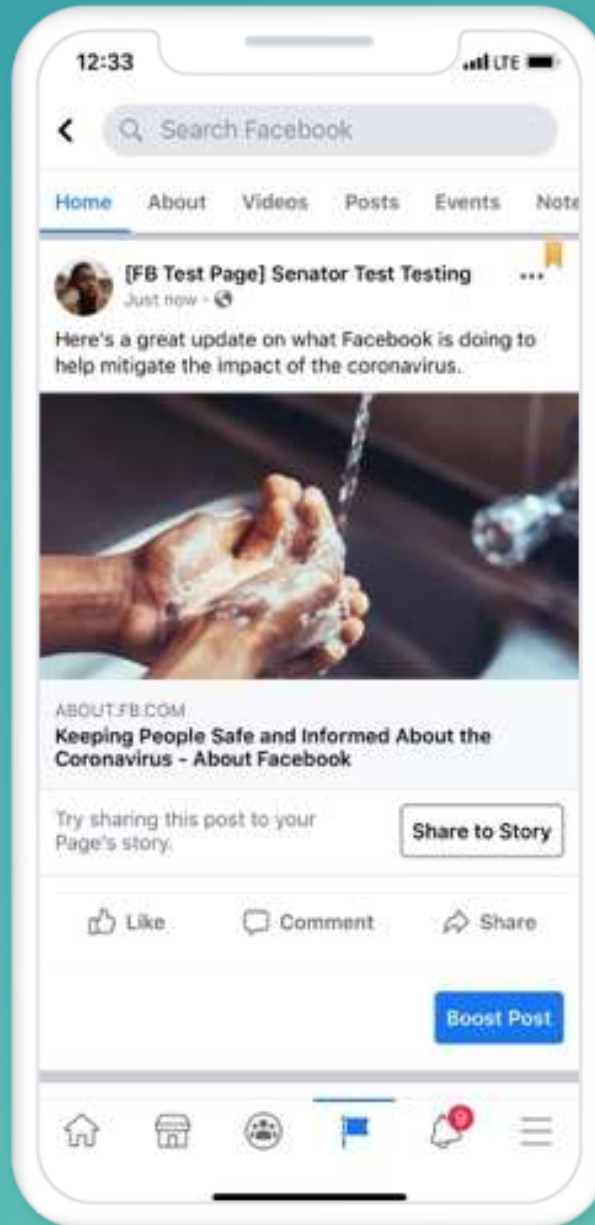 12:33
LTE
Search Facebook
Home About Videos Posts Events Note
[FB Test Page] Senator Test Testing
Just now
Here's a great update on what Facebook is doing to
help mitigate the impact of the coronavirus.
ABOUT.FB.COM
Keeping People Safe and Informed About the
Coronavirus - About Facebook
Try sharing this post to your
Page's story.
Share to Story
Like Comment Share
Boost Post
9